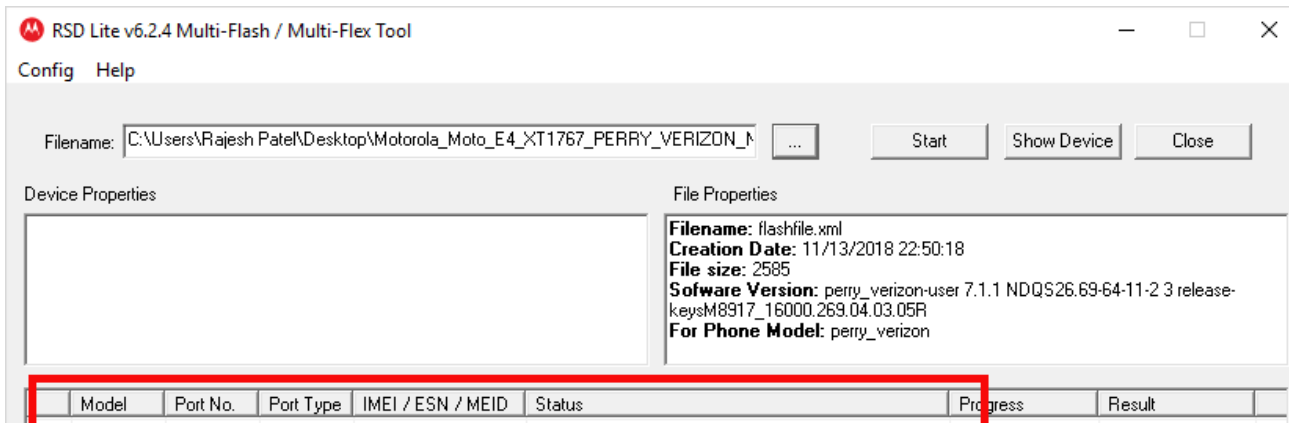 RSD Lite v6.2.4 Multi-Flash / Multi-Flex Tool
Config Help
Filename: C:\Users\Rajesh Patel\Desktop\Motorola_Moto_E4_XT1767_PERRY_VERIZON_N ... Start Show Device Close
Device Properties
File Properties
Filename: flashfile.xml
Creation Date: 11/13/2018 22:50:18
File size: 2585
Sofware Version: perry_verizon-user 7.1.1 NDQS26.69-64-11-2 3 release-
keysM8917_16000.269.04.03.05R
For Phone Model: perry_verizon
Model Port No. Port Type IMEI / ESN / MEID Status Progress Result